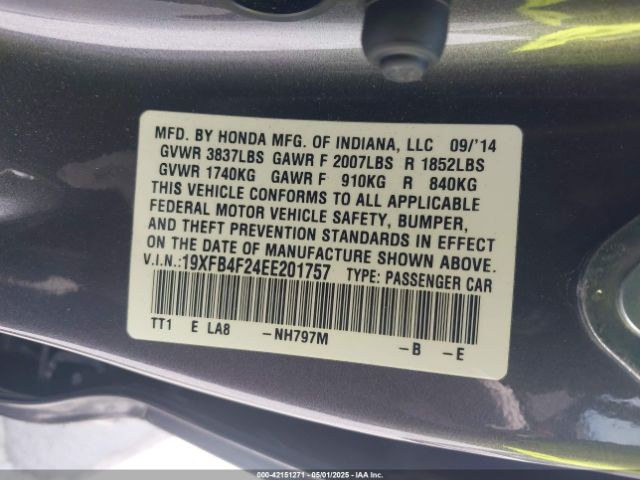 MFD. BY HONDA MFG. OF INDIANA, LLC 09/'14
GVWR 3837LBS GAWR F 2007LBS R 1852LBS
GVWR 1740KG GAWR F 910KG R 840KG
THIS VEHICLE CONFORMS TO ALL APPLICABLE
FEDERAL MOTOR VEHICLE SAFETY, BUMPER,
AND THEFT PREVENTION STANDARDS IN EFFECT
ON THE DATE OF MANUFACTURE SHOWN ABOVE.
V.I.N.:19XFB4F24EE201757 TYPE: PASSENGER CAR
TT1 E LA8 -NH797M -B -E
000-42151271 - 05/01/2025 - IAA Inc.